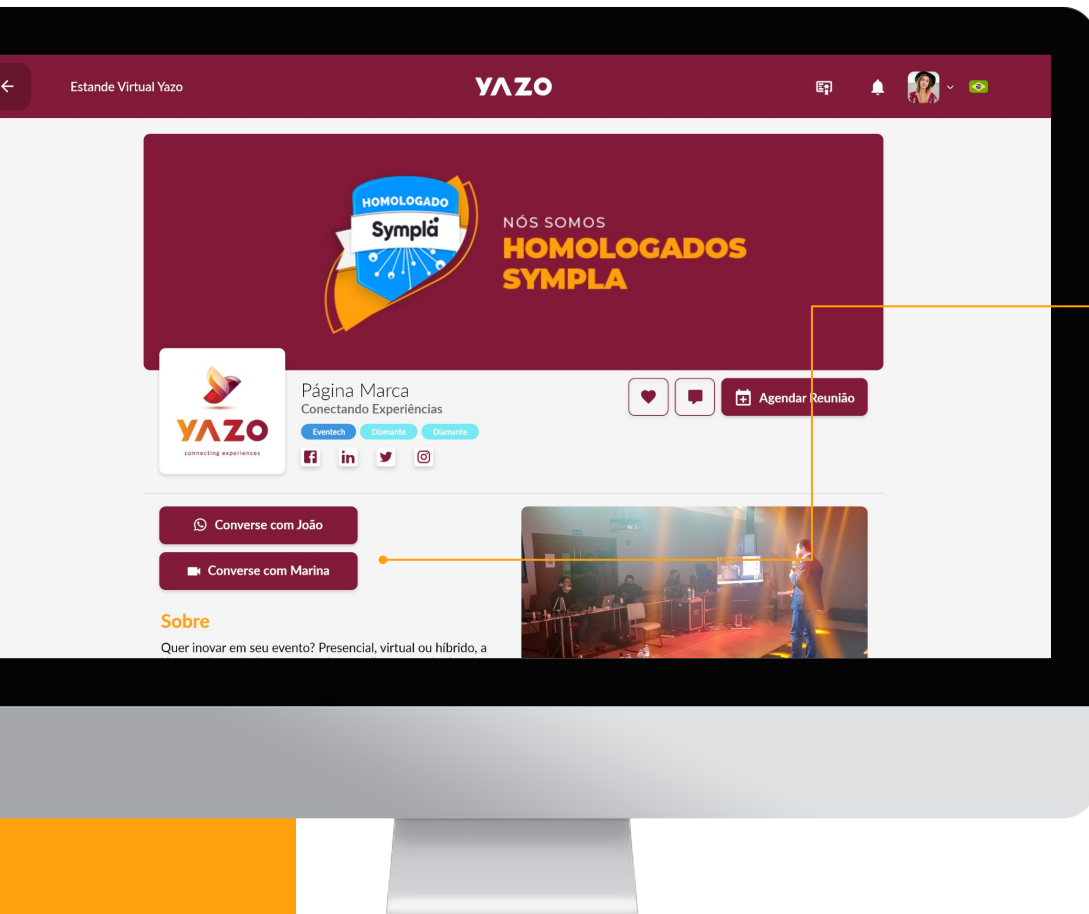 Estande Virtual Yazo
YAZO
HOMOLOGADO
Sympla
NÓS SOMOS
HOMOLOGADOS
SYMPLA
YAZO
connecting experiences
Página Marca
Conectando Experiências
Eventech
Diamante
Diamante
Agendar Reunião
Converse com João
Converse com Marina
Sobre
Quer inovar em seu evento? Presencial, virtual ou híbrido, a